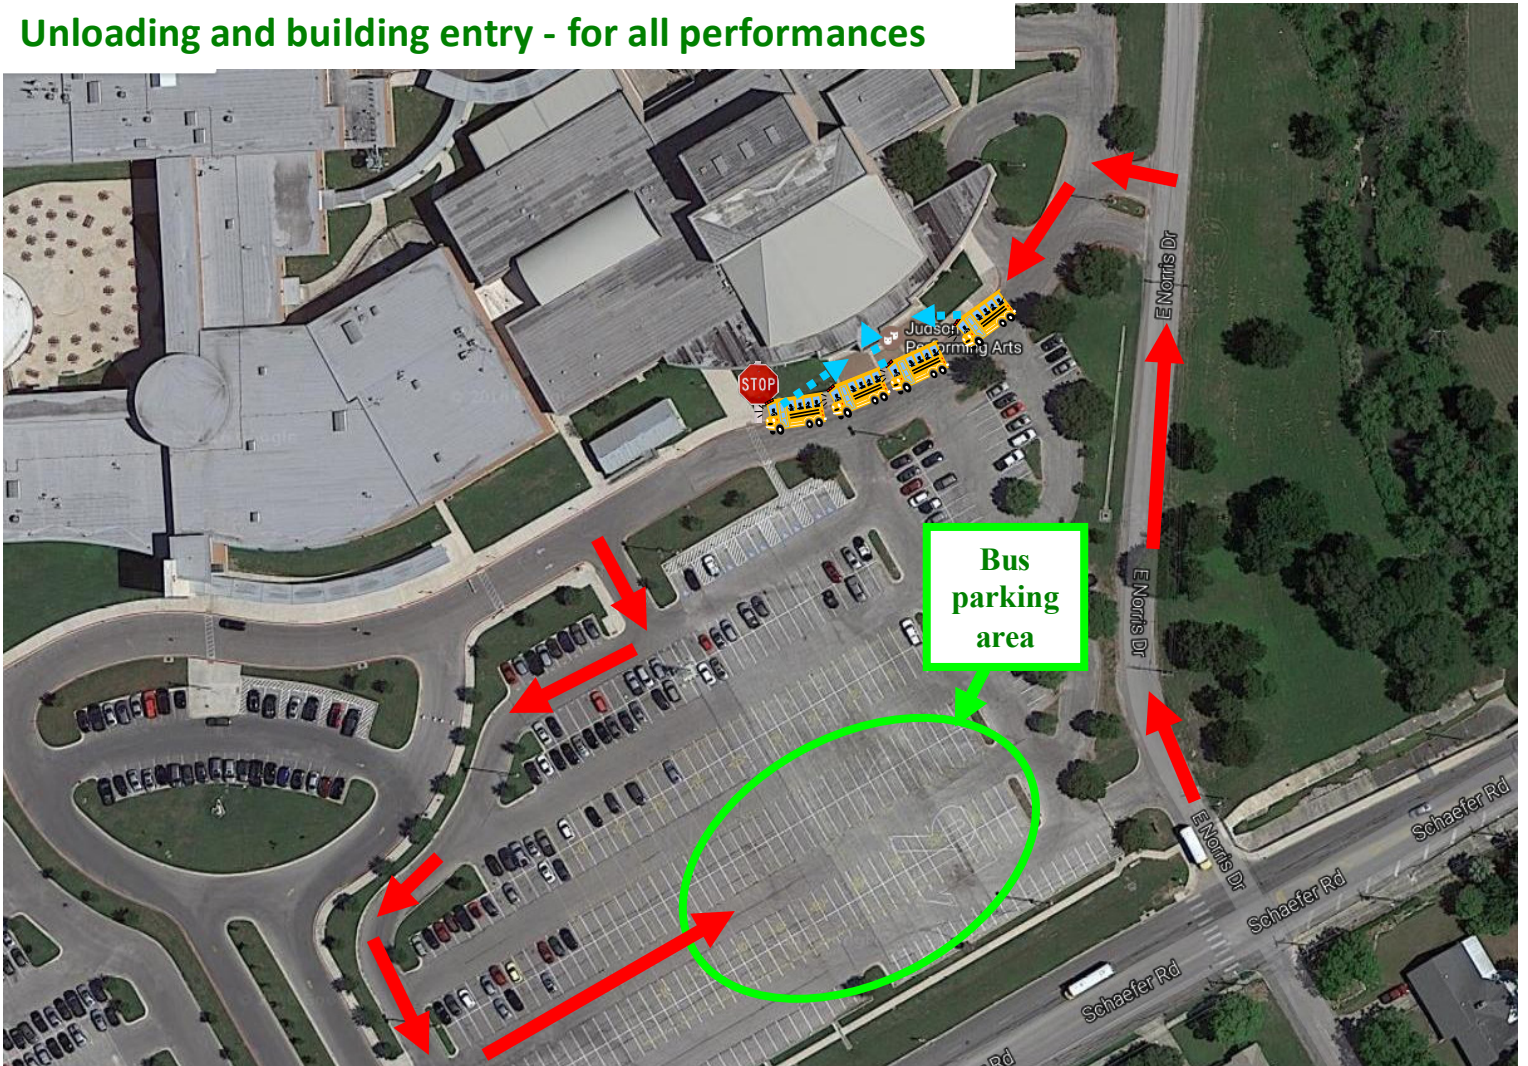 Unloading and building entry - for all performances
E Norris Dr
Judson
Performing Arts
STOP
Bus
parking
area
E Norris Dr
E Norris Dr
Schaefer Rd
Schaefer Rd
Schaefer Rd
Rd